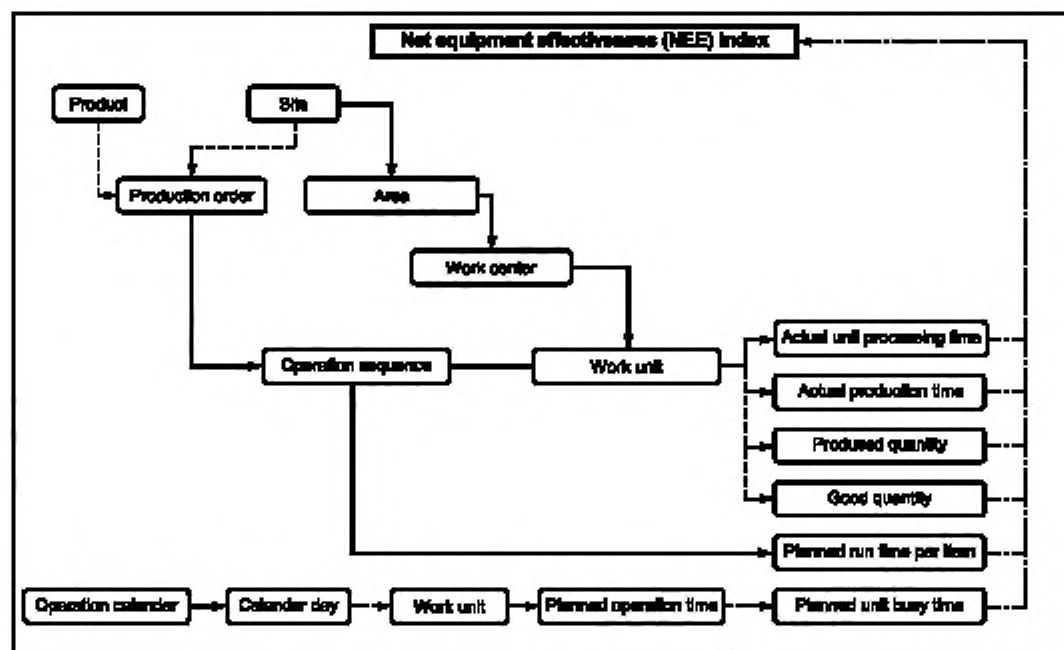 Net equipment effectiveness (NEE) index
Product
Site
Production order
Area
Work center
Operation sequence
Work unit
Actual unit processing time
Actual production time
Produced quantity
Good quantity
Planned run time per item
Operation calendar
Calendar day
Work unit
Planned operation time
Planned unit busy time